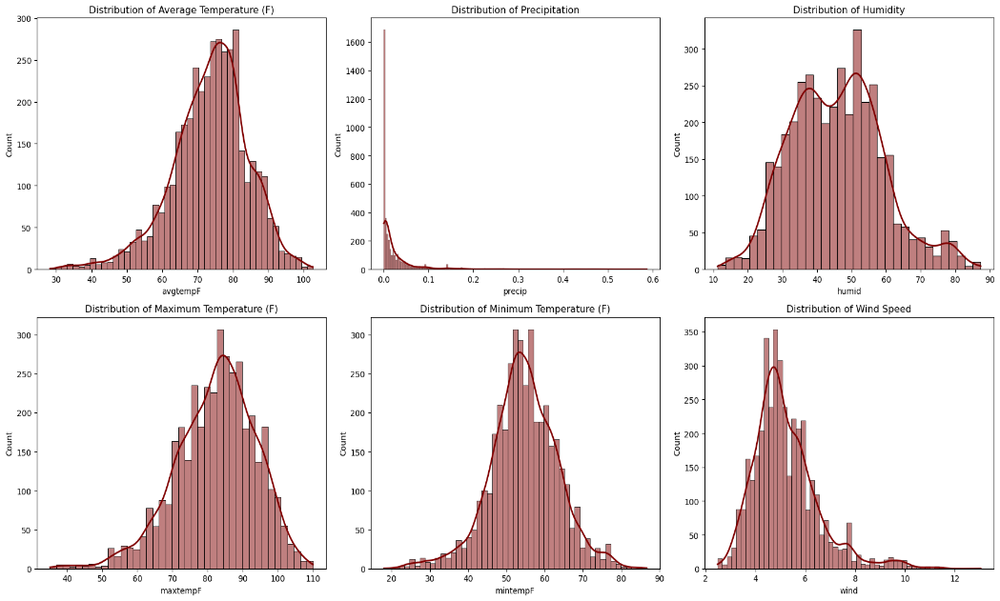 Distribution of Average Temperature (F)
300
250
200
150
100
50
0
Count
30 40 50 60 70 80 90 100
avgtempF
Distribution of Precipitation
1600
1400
1200
1000
800
600
400
200
0
Count
0.0 0.1 0.2 0.3 0.4 0.5 0.6
precip
Distribution of Humidity
300
250
200
150
100
50
0
Count
10 20 30 40 50 60 70 80 90
humid
Distribution of Maximum Temperature (F)
300
250
200
150
100
50
0
Count
40 50 60 70 80 90 100 110
maxtempF
Distribution of Minimum Temperature (F)
300
250
200
150
100
50
0
Count
20 30 40 50 60 70 80 90
mintempF
Distribution of Wind Speed
350
300
250
200
150
100
50
0
Count
2 4 6 8 10 12
wind